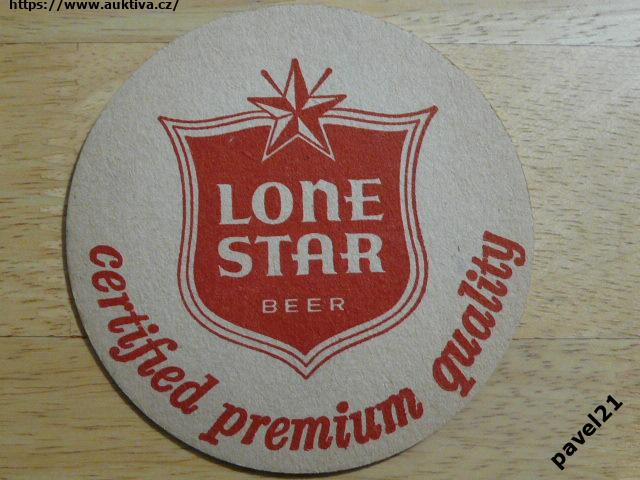 https://www.auktiva.cz/
LONE
STAR
BEER
certified premium quality
pavel21